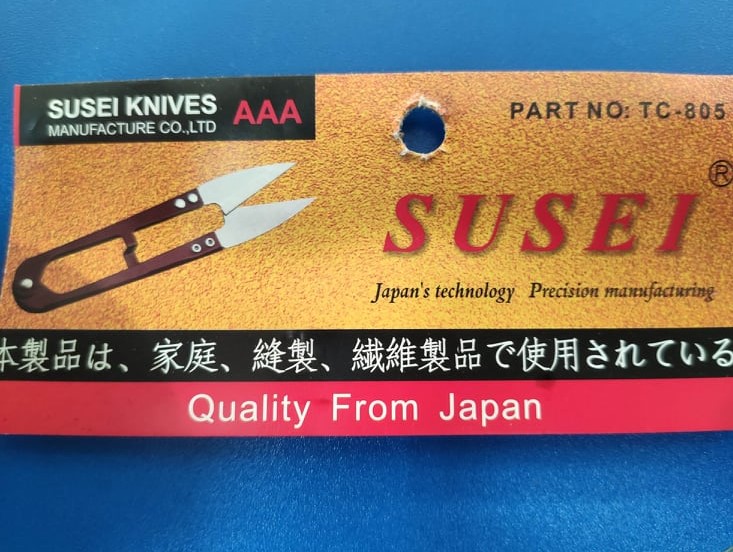 SUSEI KNIVES AAA
MANUFACTURE CO.,LTD
PART NO: TC-805
SUSEI ®
Japan's technology Precision manufacturing
本製品は、家庭、縫製、繊維製品で使用されている
Quality From Japan